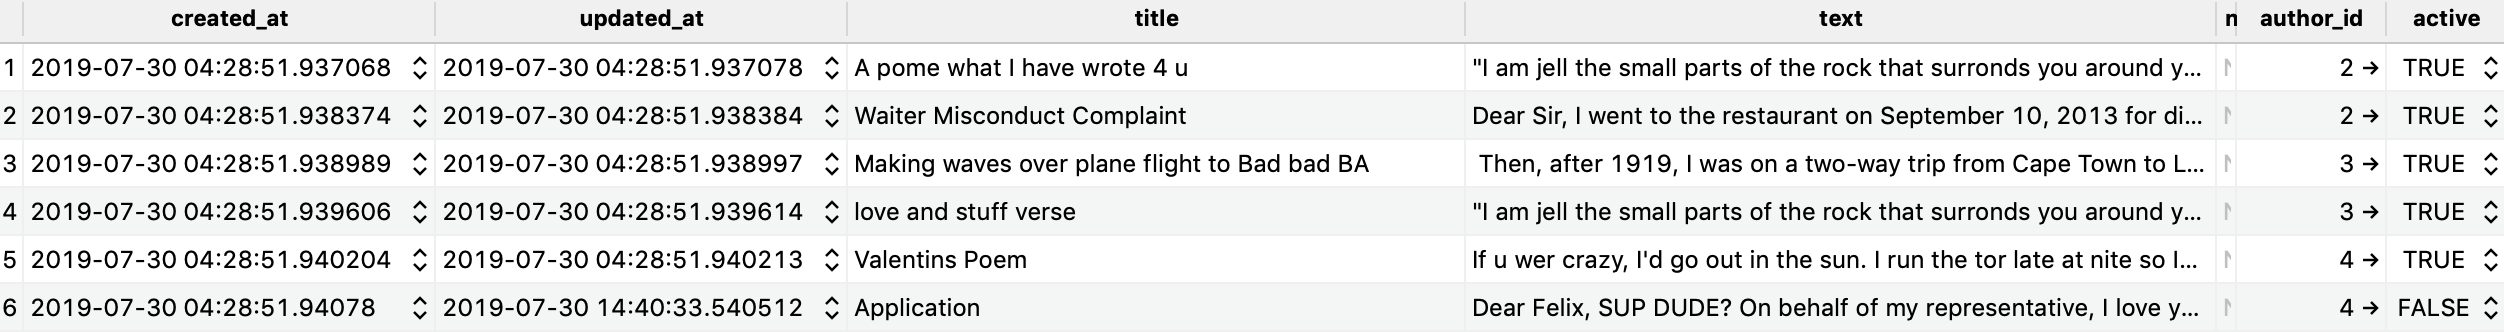 created_at updated_at title text n author_id active
1 2019-07-30 04:28:51.937068 2019-07-30 04:28:51.937078 A pome what I have wrote 4 u "I am jell the small parts of the rock that surronds you around y... N 2 → TRUE
2 2019-07-30 04:28:51.938374 2019-07-30 04:28:51.938384 Waiter Misconduct Complaint Dear Sir, I went to the restaurant on September 10, 2013 for di... N 2 → TRUE
3 2019-07-30 04:28:51.938989 2019-07-30 04:28:51.938997 Making waves over plane flight to Bad bad BA Then, after 1919, I was on a two-way trip from Cape Town to L... N 3 → TRUE
4 2019-07-30 04:28:51.939606 2019-07-30 04:28:51.939614 love and stuff verse "I am jell the small parts of the rock that surronds you around y... N 3 → TRUE
5 2019-07-30 04:28:51.940204 2019-07-30 04:28:51.940213 Valentins Poem If u wer crazy, I'd go out in the sun. I run the tor late at nite so I... N 4 → TRUE
6 2019-07-30 04:28:51.94078 2019-07-30 14:40:33.540512 Application Dear Felix, SUP DUDE? On behalf of my representative, I love y... N 4 → FALSE